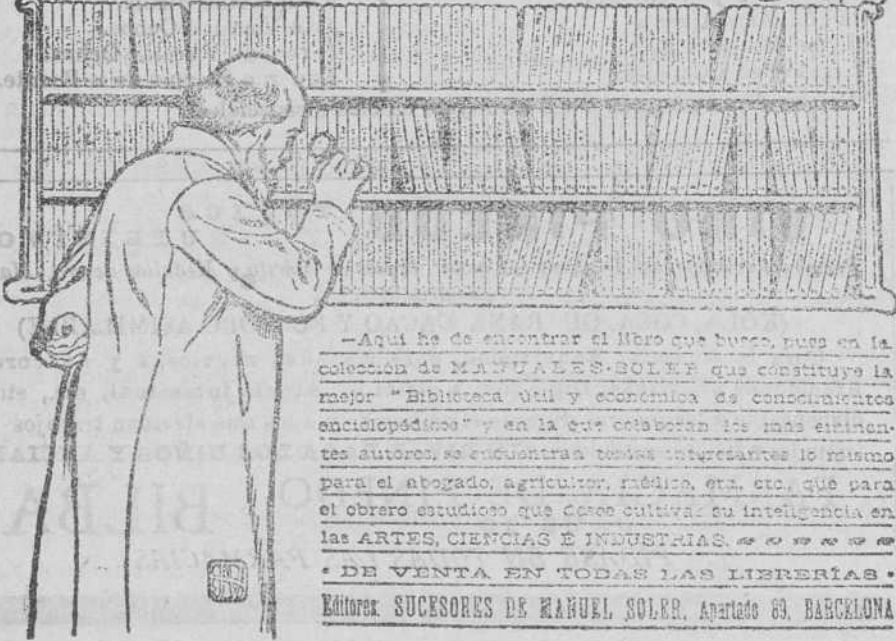 —Aquí he de encontrar el libro que busco, pues en la
colección de MANUALES-SOLER que constituye la
mejor "Biblioteca útil y económica de conocimientos
enciclopédicos" y en la que colaboran los más eminen-
tes autores, se encuentran temas interesantes lo mismo
para el abogado, agricultor, médico, etc., etc., que para
el obrero estudioso que desee cultivar su inteligencia en
las ARTES, CIENCIAS É INDUSTRIAS.
• DE VENTA EN TODAS LAS LIBRERÍAS •
Editores: SUCESORES DE MANUEL SOLER, Apartado 89, BARCELONA